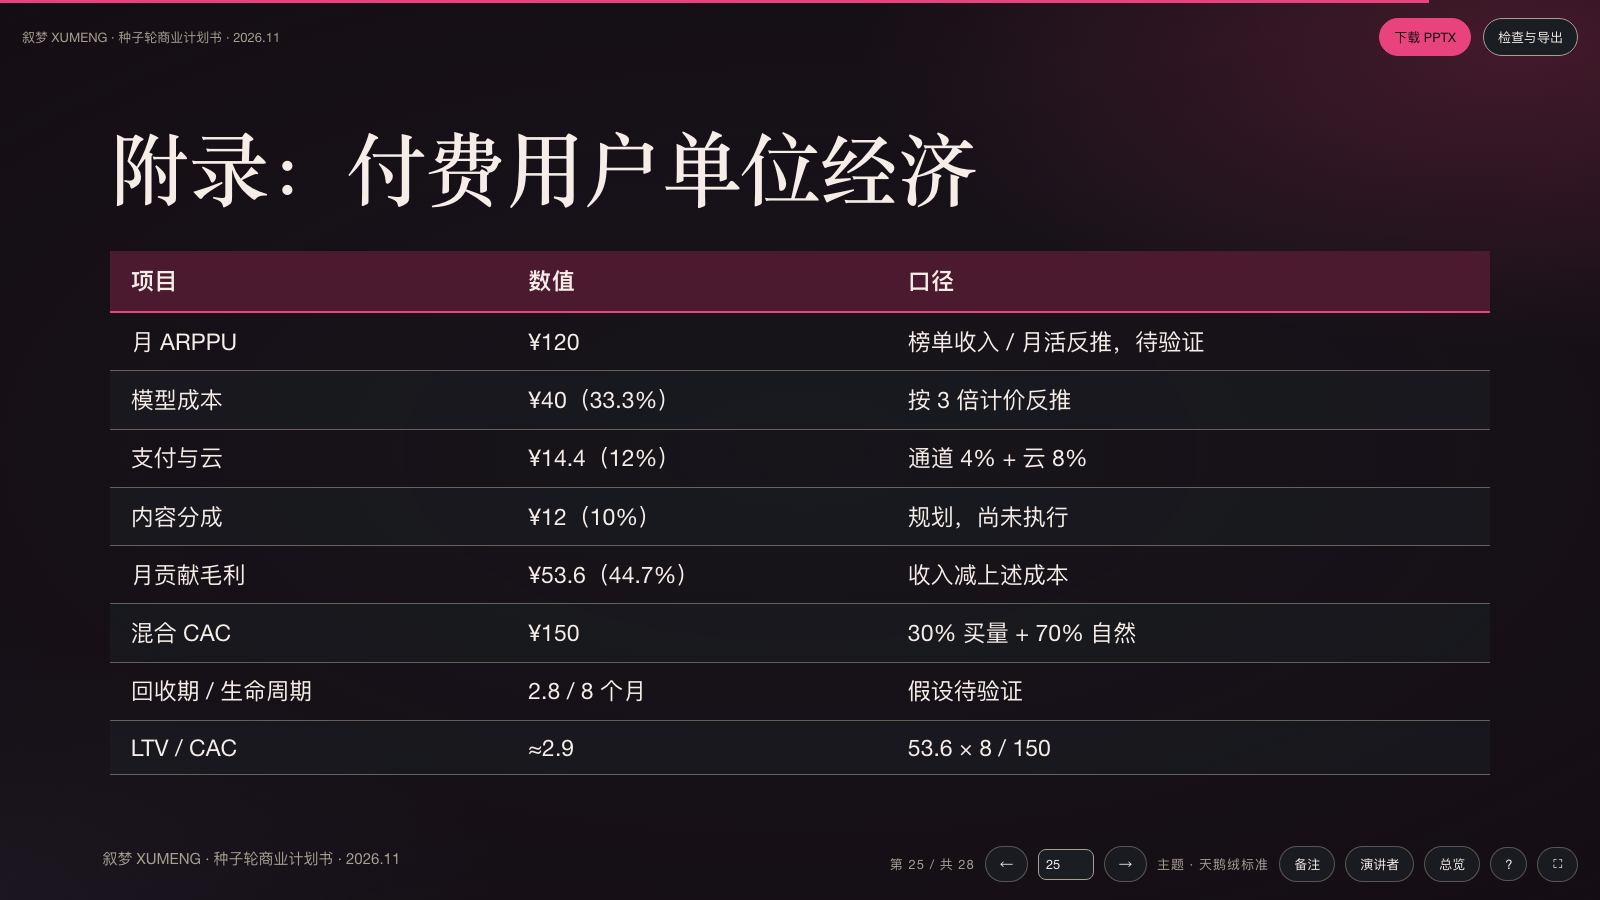 叙梦 XUMENG · 种子轮商业计划书 · 2026.11
下载 PPTX
检查与导出
附录：付费用户单位经济
项目 数值 口径
月 ARPPU ¥120 榜单收入 / 月活反推，待验证
模型成本 ¥40（33.3%） 按 3 倍计价反推
支付与云 ¥14.4（12%） 通道 4% + 云 8%
内容分成 ¥12（10%） 规划，尚未执行
月贡献毛利 ¥53.6（44.7%） 收入减上述成本
混合 CAC ¥150 30% 买量 + 70% 自然
回收期 / 生命周期 2.8 / 8 个月 假设待验证
LTV / CAC ≈2.9 53.6 × 8 / 150
叙梦 XUMENG · 种子轮商业计划书 · 2026.11
第 25 / 共 28 ← 25 → 主题 · 天鹅绒标准 备注 演讲者 总览 ?